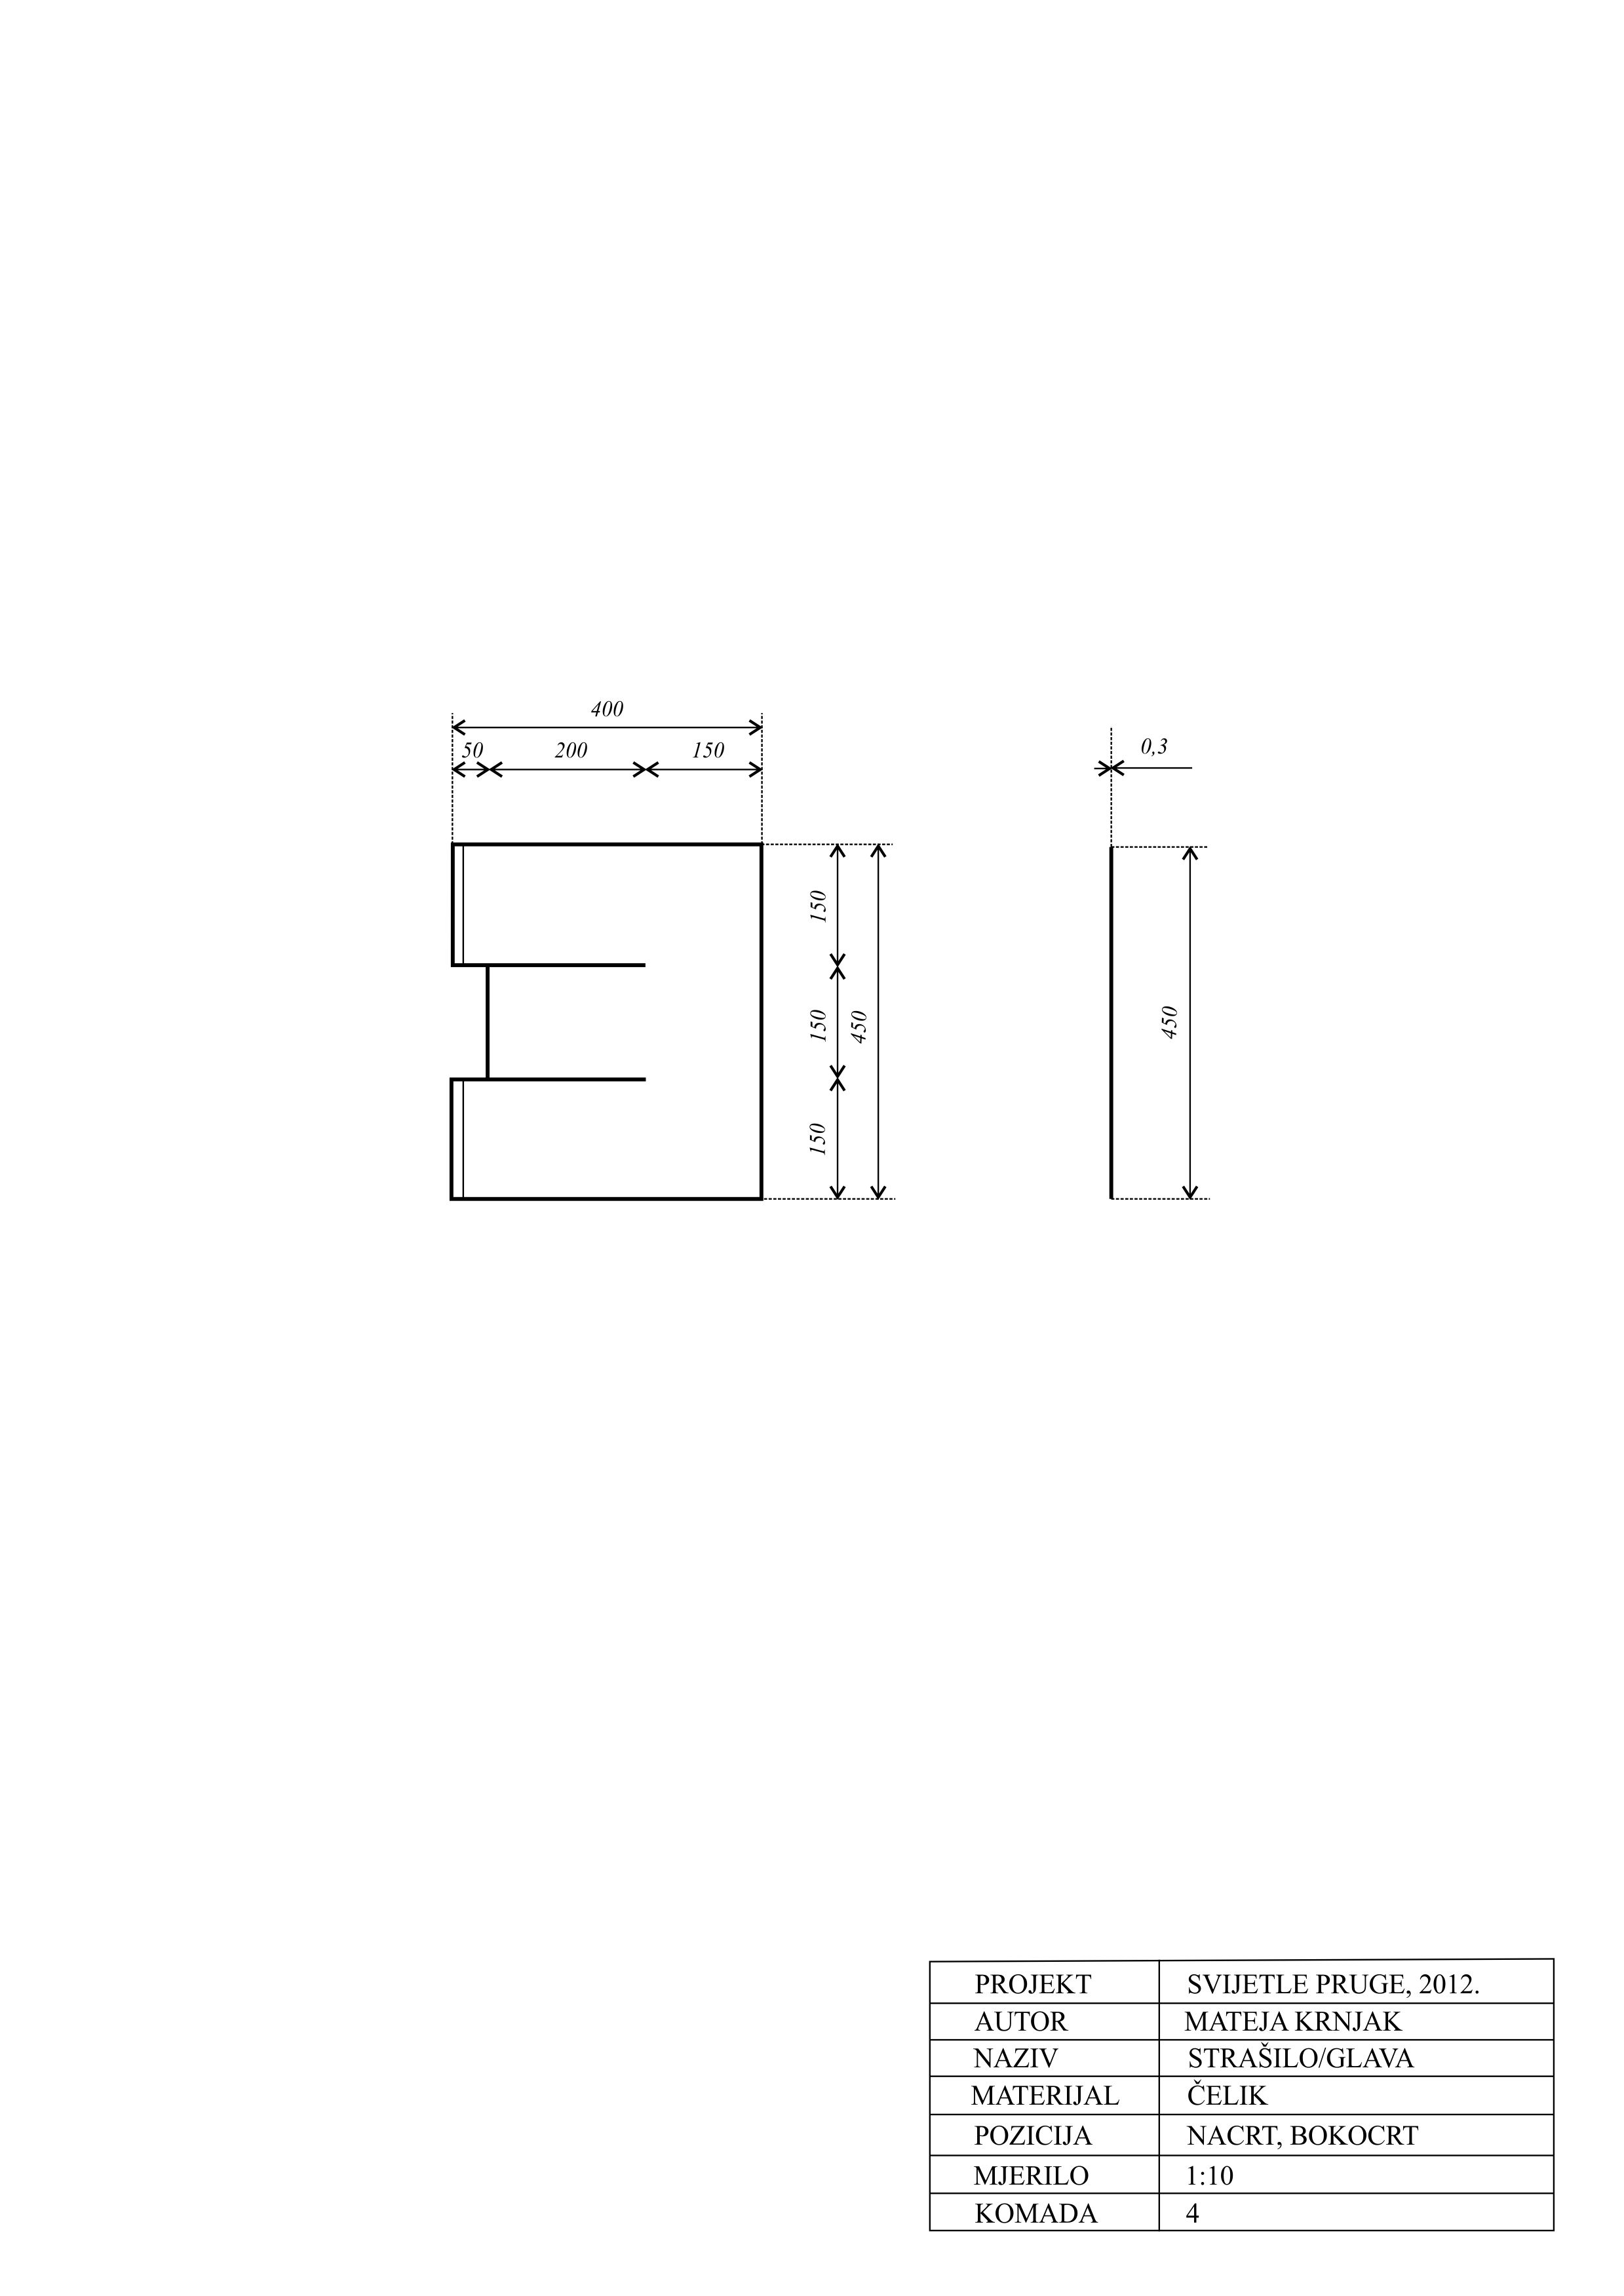 400
50 200 150
0,3
150
150
450
150
450
PROJEKT SVIJETLE PRUGE, 2012.
AUTOR MATEJA KRNJAK
NAZIV STRAŠILO/GLAVA
MATERIJAL ČELIK
POZICIJA NACRT, BOKOCRT
MJERILO 1:10
KOMADA 4